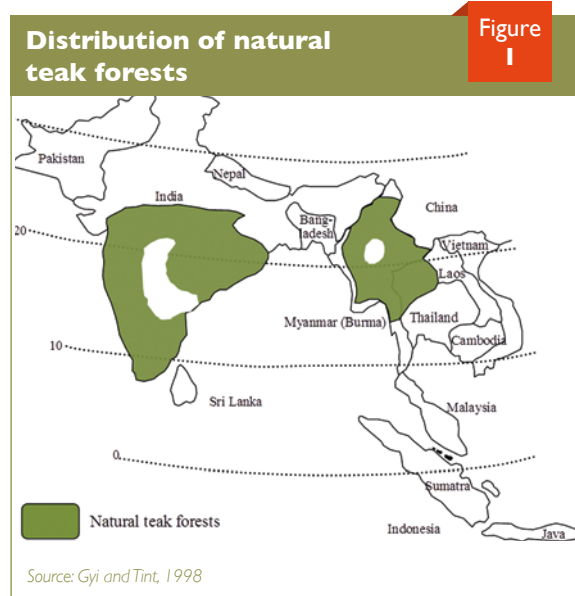 Distribution of natural
teak forests
Figure
1
Pakistan
Nepal
India
Bang-
ladesh
China
20
Vietnam
Laos
Myanmar (Burma)
Thailand
Cambodia
10
Sri Lanka
Malaysia
0
Sumatra
Indonesia
Java
Natural teak forests
Source: Gyi and Tint, 1998